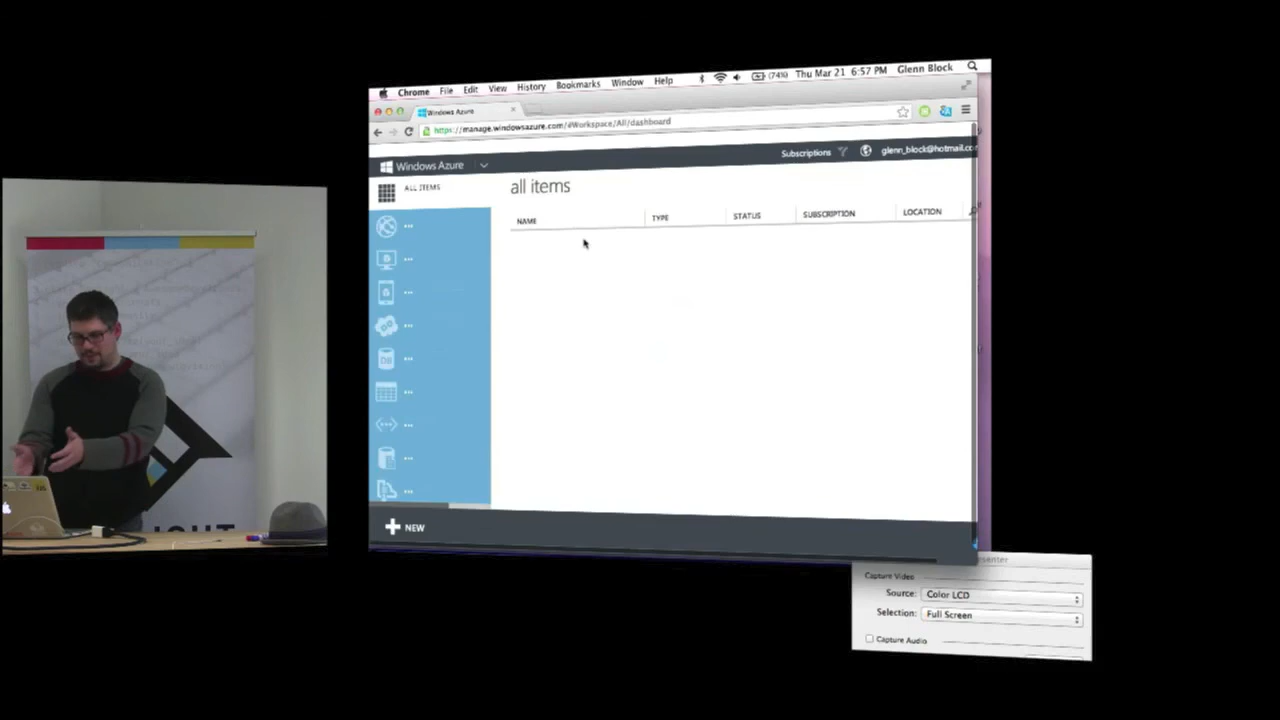 Chrome File Edit View History Bookmarks Window Help (74%) Thu Mar 21 6:57 PM Glenn Block
Windows Azure
https://manage.windowsazure.com/#Workspace/All/dashboard
Windows Azure Subscriptions glenn_block@hotmail.co
ALL ITEMS
all items
NAME TYPE STATUS SUBSCRIPTION LOCATION
DB
NEW
Capture Video
Source: Color LCD
Selection: Full Screen
Capture Audio